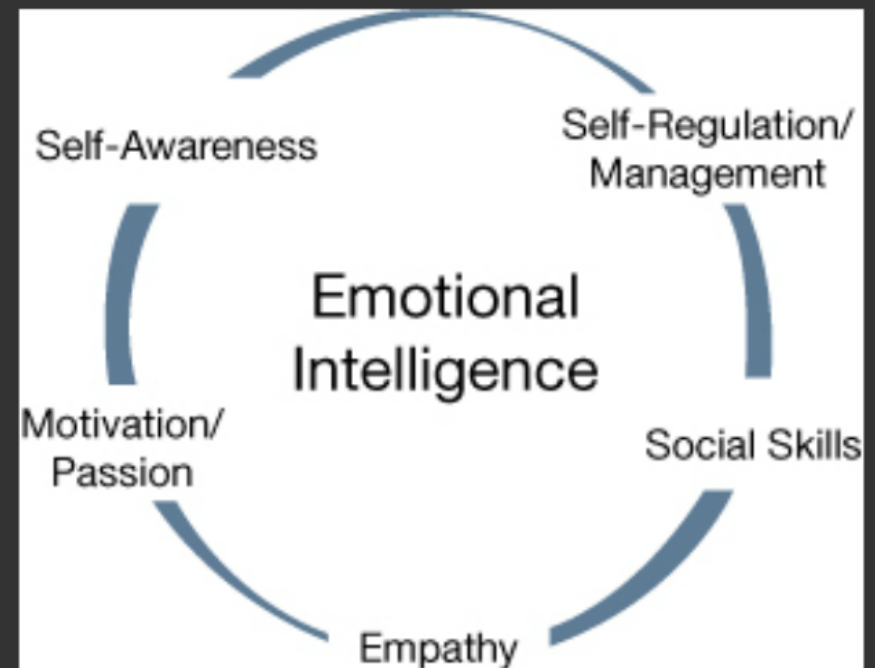 Self-Awareness
Self-Regulation/
Management
Emotional
Intelligence
Motivation/
Passion
Social Skills
Empathy